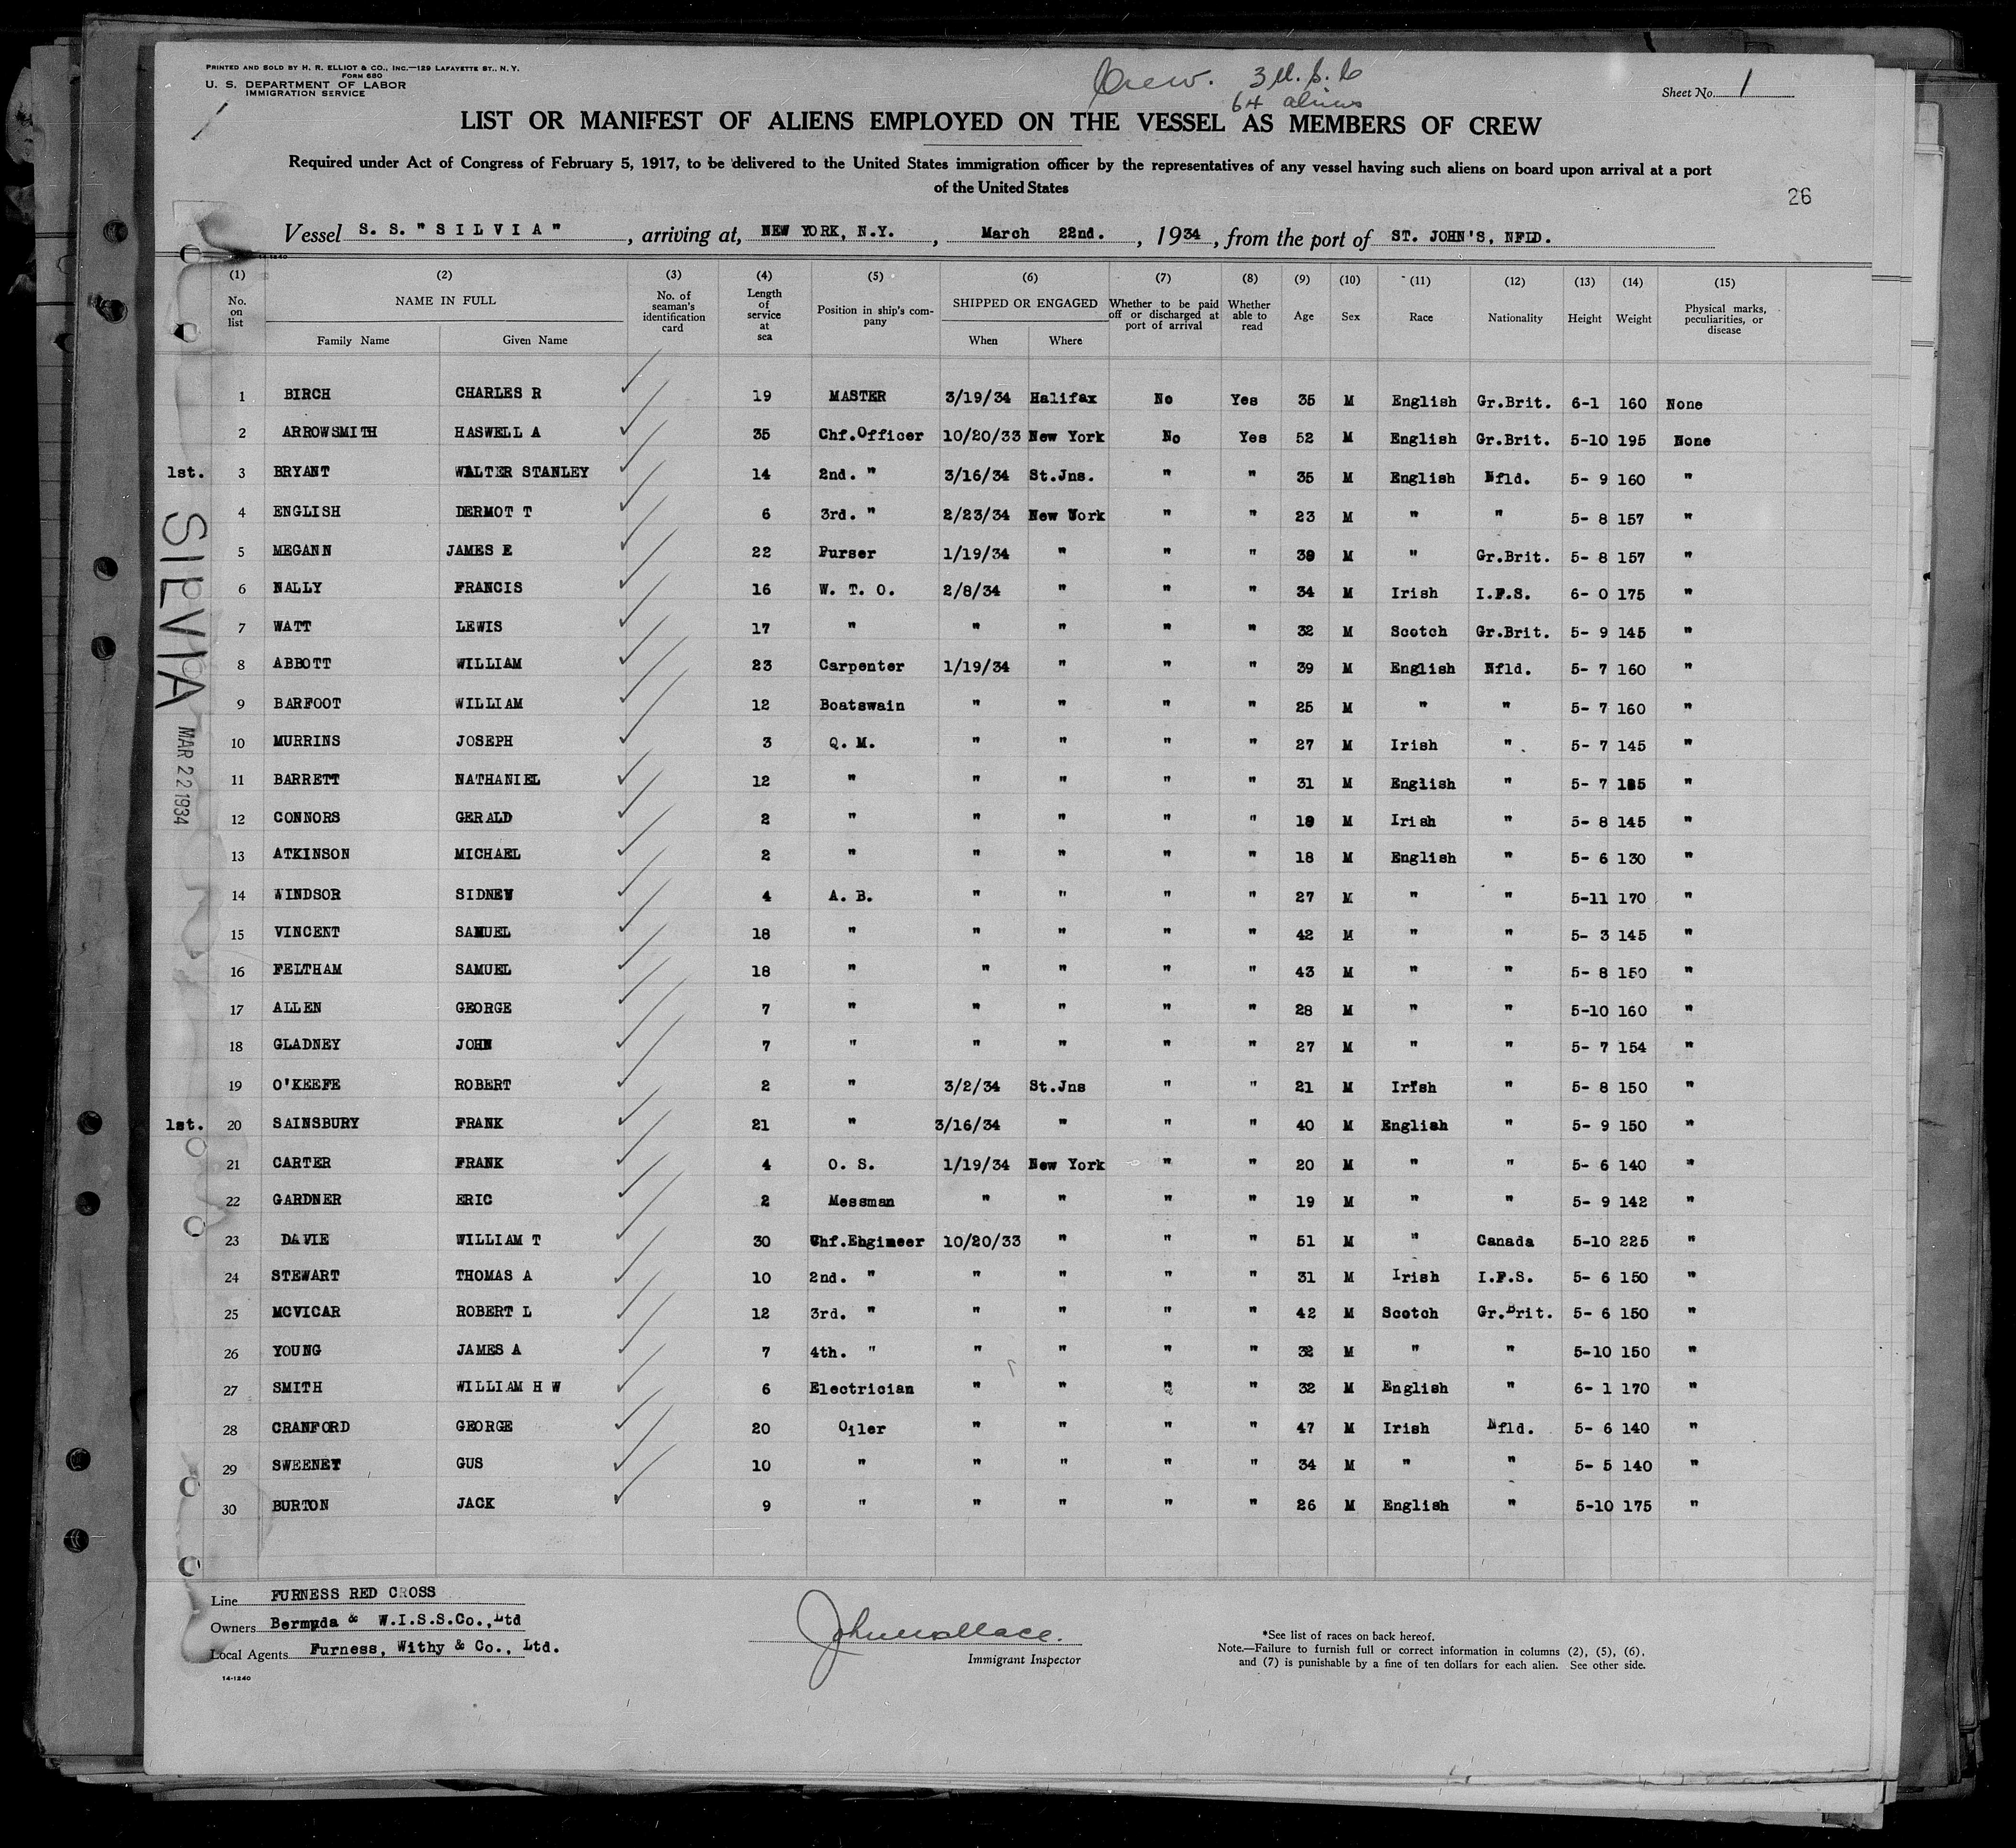 PRINTED AND SOLD BY H. R. ELLIOT & CO., INC.—129 LAFAYETTE ST., N. Y.
FORM 680
U. S. DEPARTMENT OF LABOR
IMMIGRATION SERVICE
1
Crew. 3 U.S.C
64 aliens
Sheet No. 1
LIST OR MANIFEST OF ALIENS EMPLOYED ON THE VESSEL AS MEMBERS OF CREW
Required under Act of Congress of February 5, 1917, to be delivered to the United States immigration officer by the representatives of any vessel having such aliens on board upon arrival at a port
of the United States
26
Vessel S. S. "SILVIA", arriving at, NEW YORK, N.Y., March 22nd., 1934, from the port of ST. JOHN'S, NFLD.
14-1240
(1) (2) (3) (4) (5) (6) (7) (8) (9) (10) (11) (12) (13) (14) (15)
No. on list NAME IN FULL Family Name Given Name No. of seaman's identification card Length of service at sea Position in ship's company SHIPPED OR ENGAGED When Where Whether to be paid off or discharged at port of arrival Whether able to read Age Sex Race Nationality Height Weight Physical marks, peculiarities, or disease
1 BIRCH CHARLES R 19 MASTER 3/19/34 Halifax No Yes 35 M English Gr.Brit. 6-1 160 None
2 ARROWSMITH HASWELL A 35 Chf.Officer 10/20/33 New York No Yes 52 M English Gr.Brit. 5-10 195 None
1st. 3 BRYANT WALTER STANLEY 14 2nd. " 3/16/34 St.Jns. " " 35 M English Nfld. 5- 9 160 "
4 ENGLISH DERMOT T 6 3rd. " 2/23/34 New York " " 23 M " " 5- 8 157 "
5 MEGANN JAMES E 22 Purser 1/19/34 " " " 39 M " Gr.Brit. 5- 8 157 "
6 NALLY FRANCIS 16 W. T. O. 2/8/34 " " " 34 M Irish I.F.S. 6- 0 175 "
7 WATT LEWIS 17 " " " " " 32 M Scotch Gr.Brit. 5- 9 145 "
8 ABBOTT WILLIAM 23 Carpenter 1/19/34 " " " 39 M English Nfld. 5- 7 160 "
9 BARFOOT WILLIAM 12 Boatswain " " " " 25 M " " 5- 7 160 "
10 MURRINS JOSEPH 3 Q. M. " " " " 27 M Irish " 5- 7 145 "
11 BARRETT NATHANIEL 12 " " " " " 31 M English " 5- 7 "
12 CONNORS GERALD 2 " " " " " 19 M Irish " 5- 8 145 "
13 ATKINSON MICHAEL 2 " " " " " 18 M English " 5- 6 130 "
14 WINDSOR SIDNEW 4 A. B. " " " " 27 M " " 5-11 170 "
15 VINCENT SAMUEL 18 " " " " " 42 M " " 5- 3 145 "
16 FELTHAM SAMUEL 18 " " " " " 43 M " " 5- 8 150 "
17 ALLEN GEORGE 7 " " " " " 28 M " " 5-10 160 "
18 GLADNEY JOHN 7 " " " " " 27 M " " 5- 7 154 "
19 O'KEEFE ROBERT 2 " 3/2/34 St.Jns " " 21 M Irish " 5- 8 150 "
1st. 20 SAINSBURY FRANK 21 " 3/16/34 " " " 40 M English " 5- 9 150 "
21 CARTER FRANK 4 O. S. 1/19/34 New York " " 20 M " " 5- 6 140 "
22 GARDNER ERIC 2 Messman " " " " 19 M " " 5- 9 142 "
23 DAVIE WILLIAM T 30 Chf.Ehgineer 10/20/33 " " " 51 M " Canada 5-10 225 "
24 STEWART THOMAS A 10 2nd. " " " " " 31 M Irish I.F.S. 5- 6 150 "
25 MCVICAR ROBERT L 12 3rd. " " " " " 42 M Scotch Gr.Brit. 5- 6 150 "
26 YOUNG JAMES A 7 4th. " " " " " 32 M " " 5-10 150 "
27 SMITH WILLIAM H W 6 Electrician " " " " 32 M English " 6- 1 170 "
28 CRANFORD GEORGE 20 Oiler " " " " 47 M Irish Nfld. 5- 6 140 "
29 SWEENEY GUS 10 " " " " " 34 M " " 5- 5 140 "
30 BURTON JACK 9 " " " " " 26 M English " 5-10 175 "
SILVIA
MAR 22 1934
Line FURNESS RED CROSS
Owners Bermuda & W.I.S.S.Co.,Ltd
Local Agents Furness, Withy & Co., Ltd.
14-1240
John Wallace.
Immigrant Inspector
*See list of races on back hereof.
Note.—Failure to furnish full or correct information in columns (2), (5), (6),
and (7) is punishable by a fine of ten dollars for each alien. See other side.